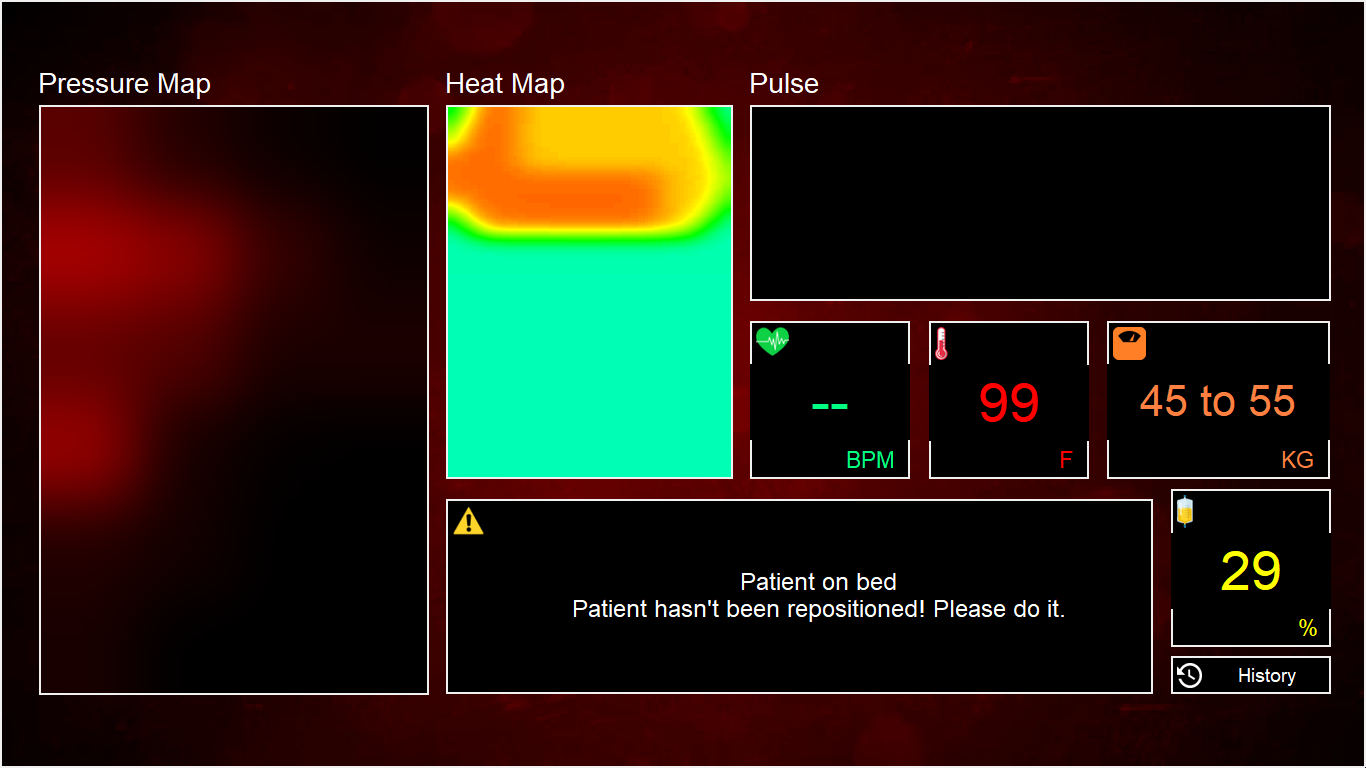 Pressure Map
Heat Map
Pulse
--
BPM
99
F
45 to 55
KG
Patient on bed
Patient hasn't been repositioned! Please do it.
29
%
History